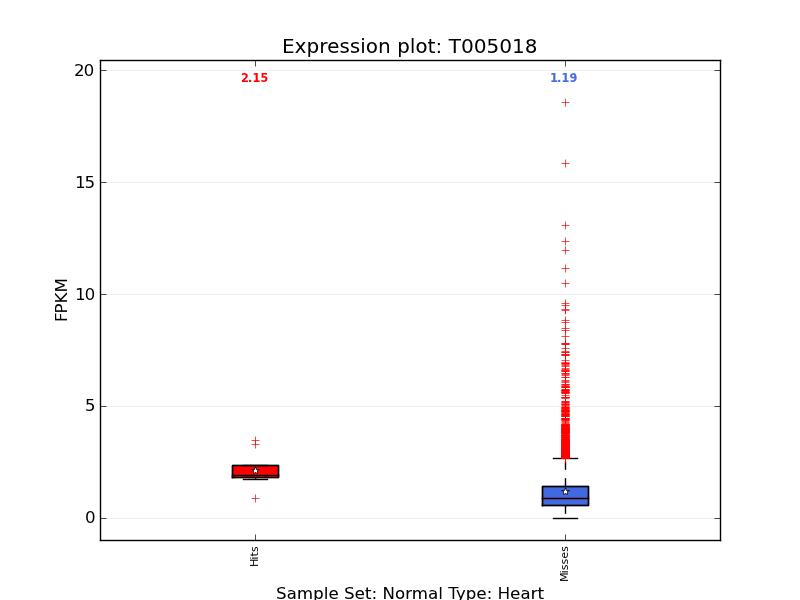 Expression plot: T005018
2.15
1.19
20
15
10
5
0
FPKM
Hits
Misses
Sample Set: Normal Type: Heart